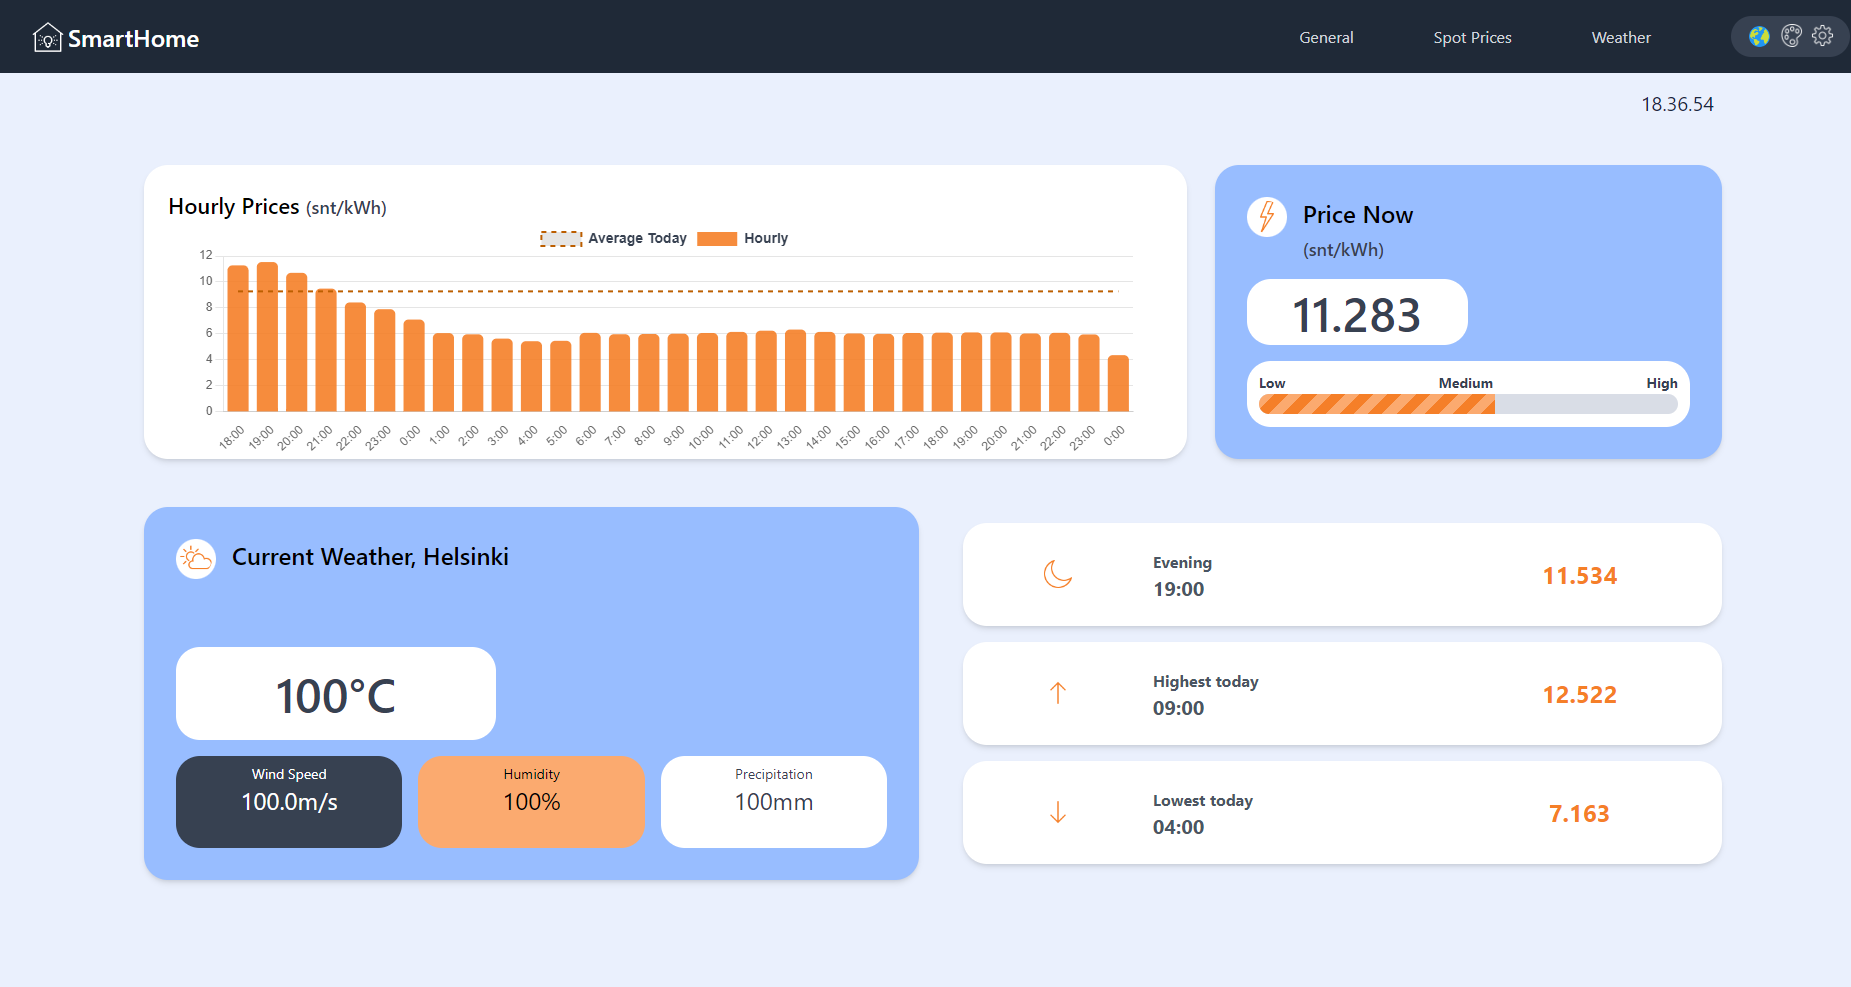 SmartHome
General Spot Prices Weather
18.36.54
Hourly Prices (snt/kWh)
Average Today Hourly
12
10
8
6
4
2
0
18:00 19:00 20:00 21:00 22:00 23:00 0:00 1:00 2:00 3:00 4:00 5:00 6:00 7:00 8:00 9:00 10:00 11:00 12:00 13:00 14:00 15:00 16:00 17:00 18:00 19:00 20:00 21:00 22:00 23:00 0:00
Price Now
(snt/kWh)
11.283
Low Medium High
Current Weather, Helsinki
100°C
Wind Speed
100.0m/s
Humidity
100%
Precipitation
100mm
Evening
19:00
11.534
Highest today
09:00
12.522
Lowest today
04:00
7.163